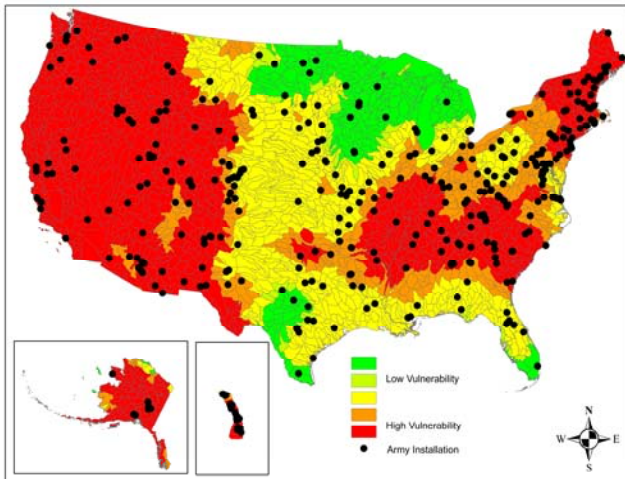 Low Vulnerability
High Vulnerability
Army Installation
N
W E
S